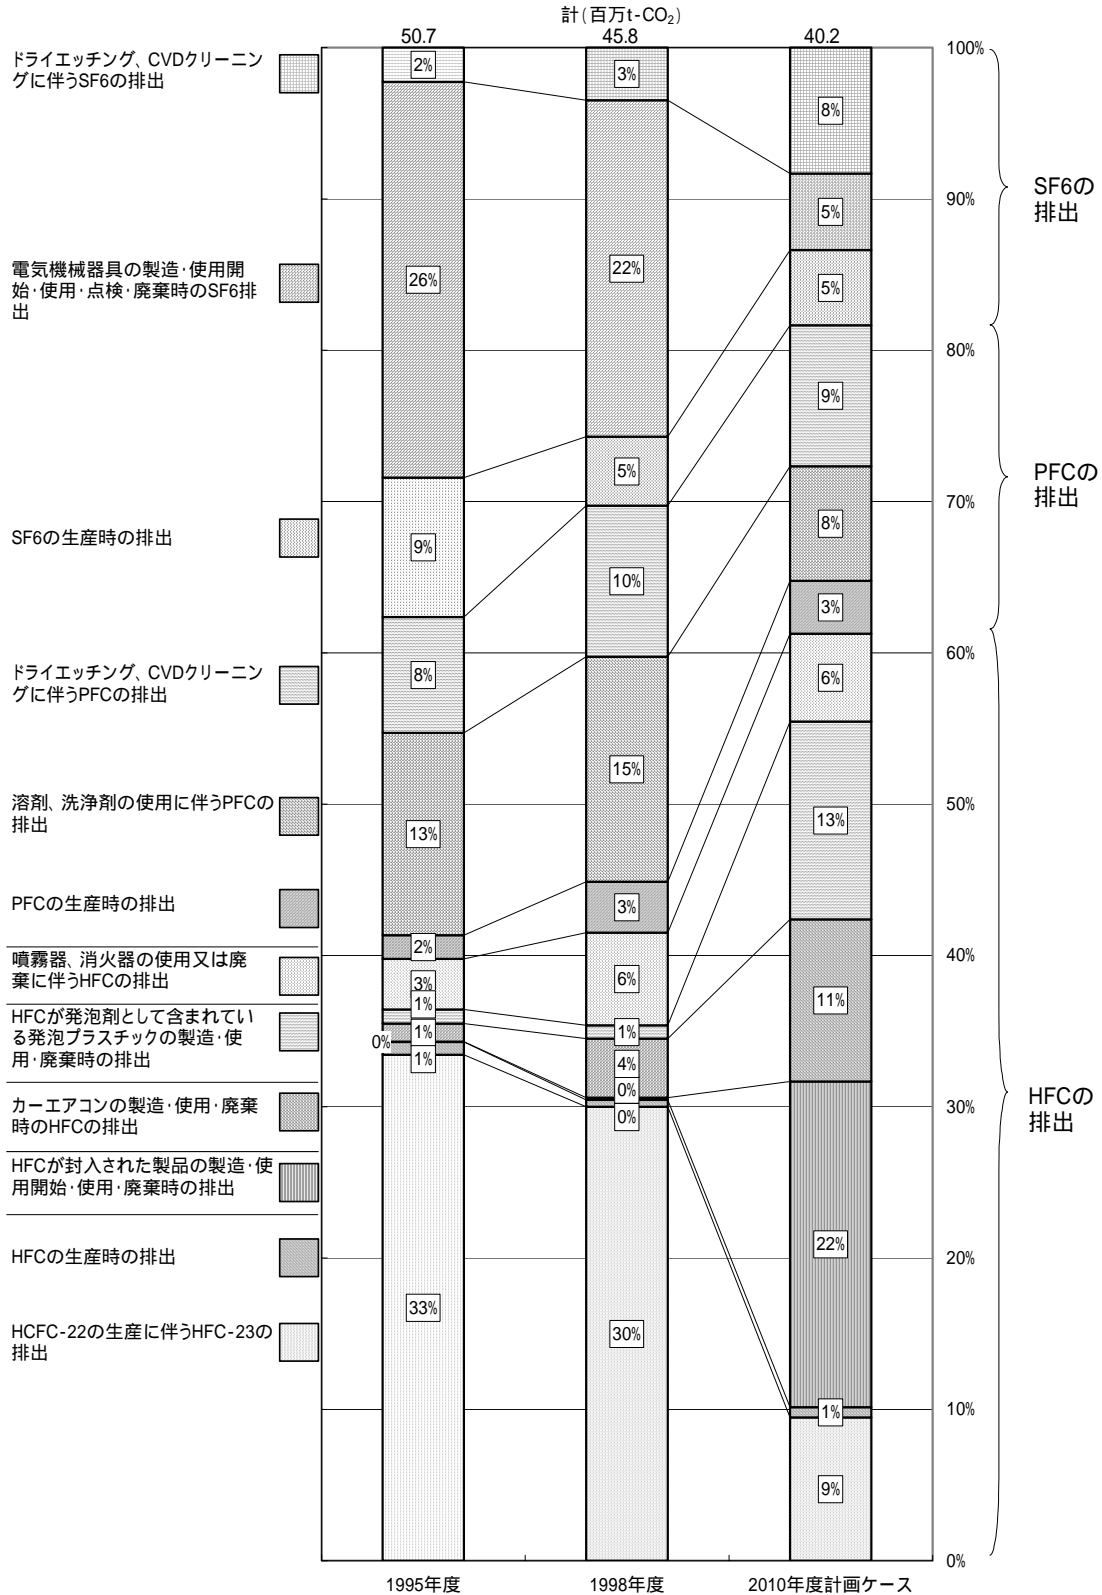 計(百万t-CO₂)
50.7
45.8
40.2
ドライエッチング、CVDクリーニン
グに伴うSF6の排出
電気機械器具の製造・使用開
始・使用・点検・廃棄時のSF6排
出
SF6の生産時の排出
ドライエッチング、CVDクリーニン
グに伴うPFCの排出
溶剤、洗浄剤の使用に伴うPFCの
排出
PFCの生産時の排出
噴霧器、消火器の使用又は廃
棄に伴うHFCの排出
HFCが発泡剤として含まれてい
る発泡プラスチックの製造・使
用・廃棄時の排出
カーエアコンの製造・使用・廃棄
時のHFCの排出
HFCが封入された製品の製造・使
用開始・使用・廃棄時の排出
HFCの生産時の排出
HCFC-22の生産に伴うHFC-23の
排出
2%
26%
9%
8%
13%
2%
3%
1%
1%
0%
1%
33%
3%
22%
5%
10%
15%
3%
6%
1%
4%
0%
0%
30%
8%
5%
5%
9%
8%
3%
6%
13%
11%
22%
1%
9%
100%
90%
80%
70%
60%
50%
40%
30%
20%
10%
0%
SF6の
排出
PFCの
排出
HFCの
排出
1995年度
1998年度
2010年度計画ケース